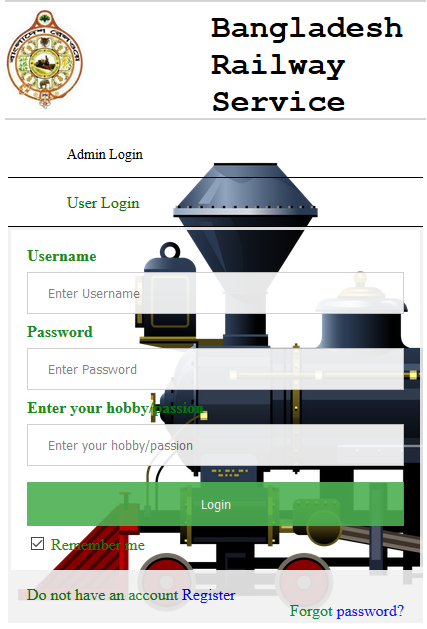 Bangladesh
Railway
Service
Admin Login
User Login
Username
Enter Username
Password
Enter Password
Enter your hobby/passion
Enter your hobby/passion
Login
Remember me
Do not have an account Register
Forgot password?